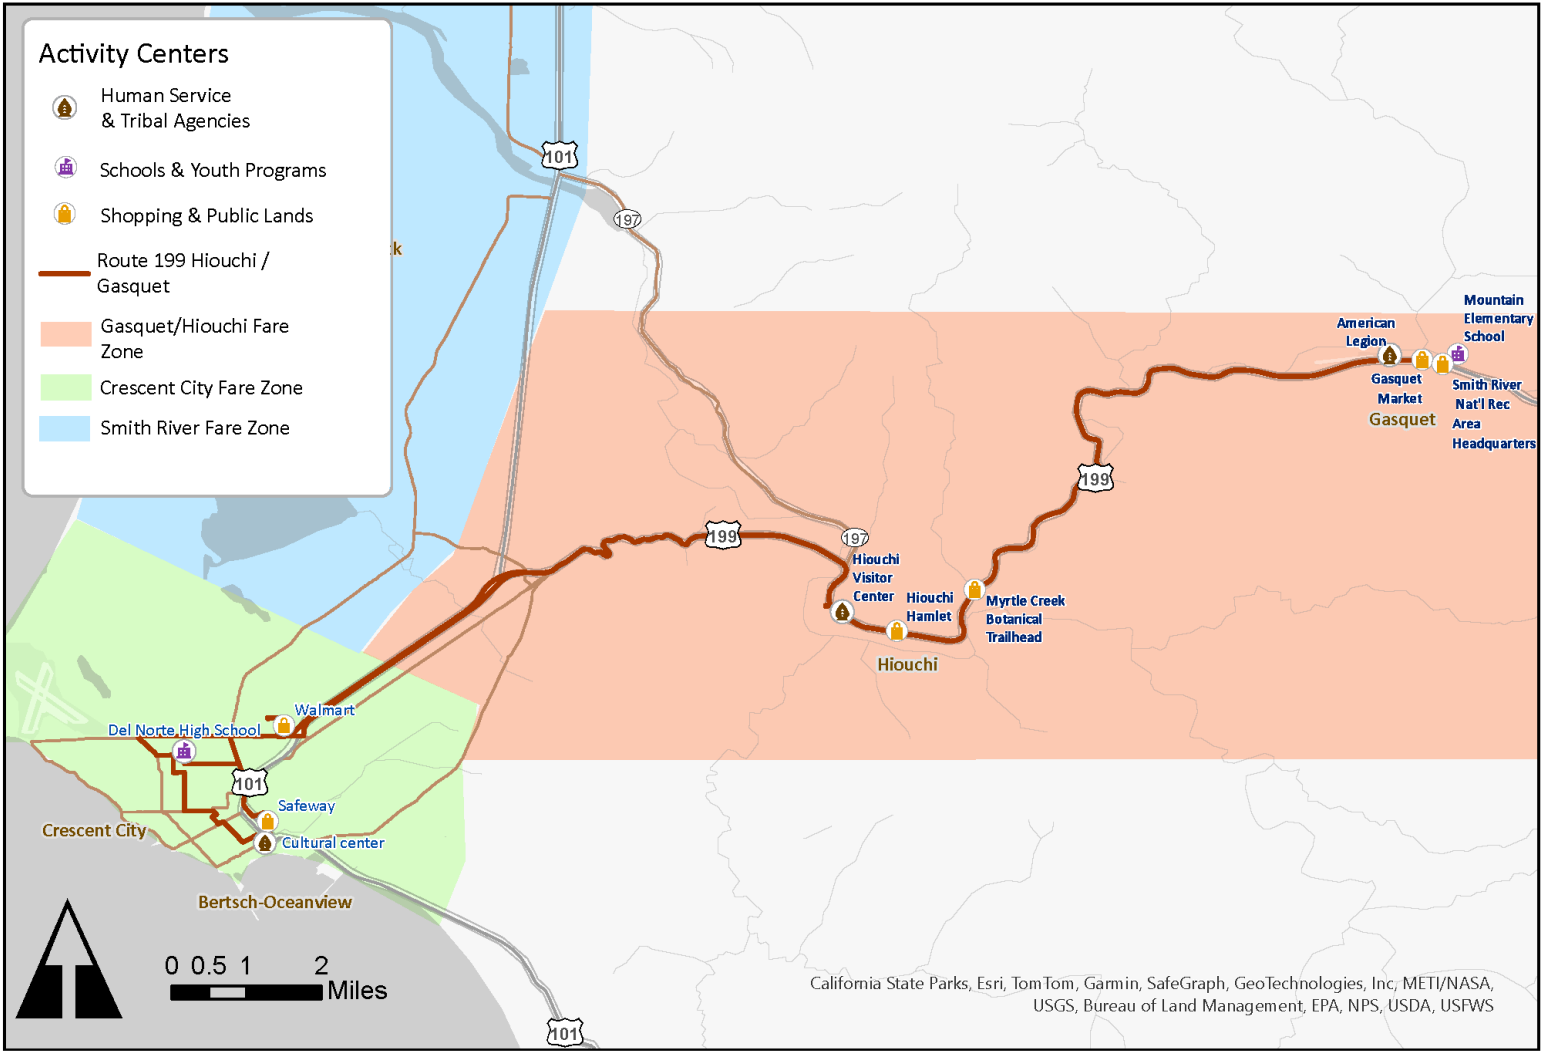 Activity Centers
Human Service
& Tribal Agencies
Schools & Youth Programs
Shopping & Public Lands
Route 199 Hiouchi /
Gasquet
Gasquet/Hiouchi Fare
Zone
Crescent City Fare Zone
Smith River Fare Zone
k
101
197
Mountain
Elementary
School
American
Legion
Gasquet
Market
Gasquet
Smith River
Nat'l Rec
Area
Headquarters
199
199
197
Hiouchi
Visitor
Center
Hiouchi
Hamlet
Myrtle Creek
Botanical
Trailhead
Hiouchi
Walmart
Del Norte High School
101
Safeway
Crescent City
Cultural center
Bertsch-Oceanview
0 0.5 1 2
Miles
101
California State Parks, Esri, TomTom, Garmin, SafeGraph, GeoTechnologies, Inc, METI/NASA,
USGS, Bureau of Land Management, EPA, NPS, USDA, USFWS